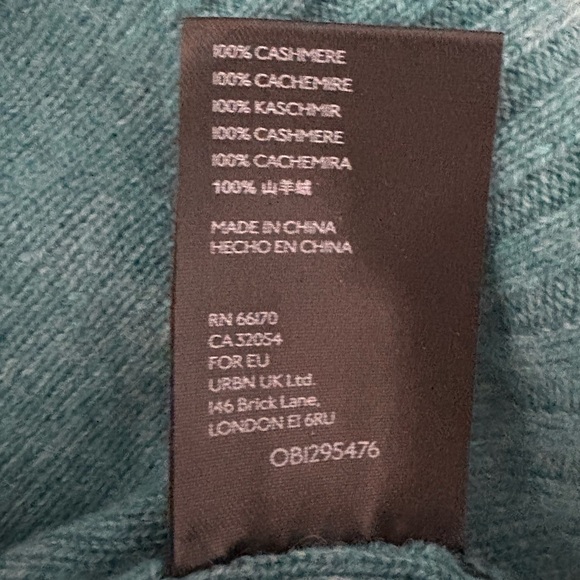 100% CASHMERE
100% CACHEMIRE
100% KASCHMIR
100% CASHMERE
100% CACHEMIRA
100% 山羊绒
MADE IN CHINA
HECHO EN CHINA
RN 66170
CA 32054
FOR EU
URBN UK Ltd.
146 Brick Lane,
LONDON E1 6RU
OB1295476